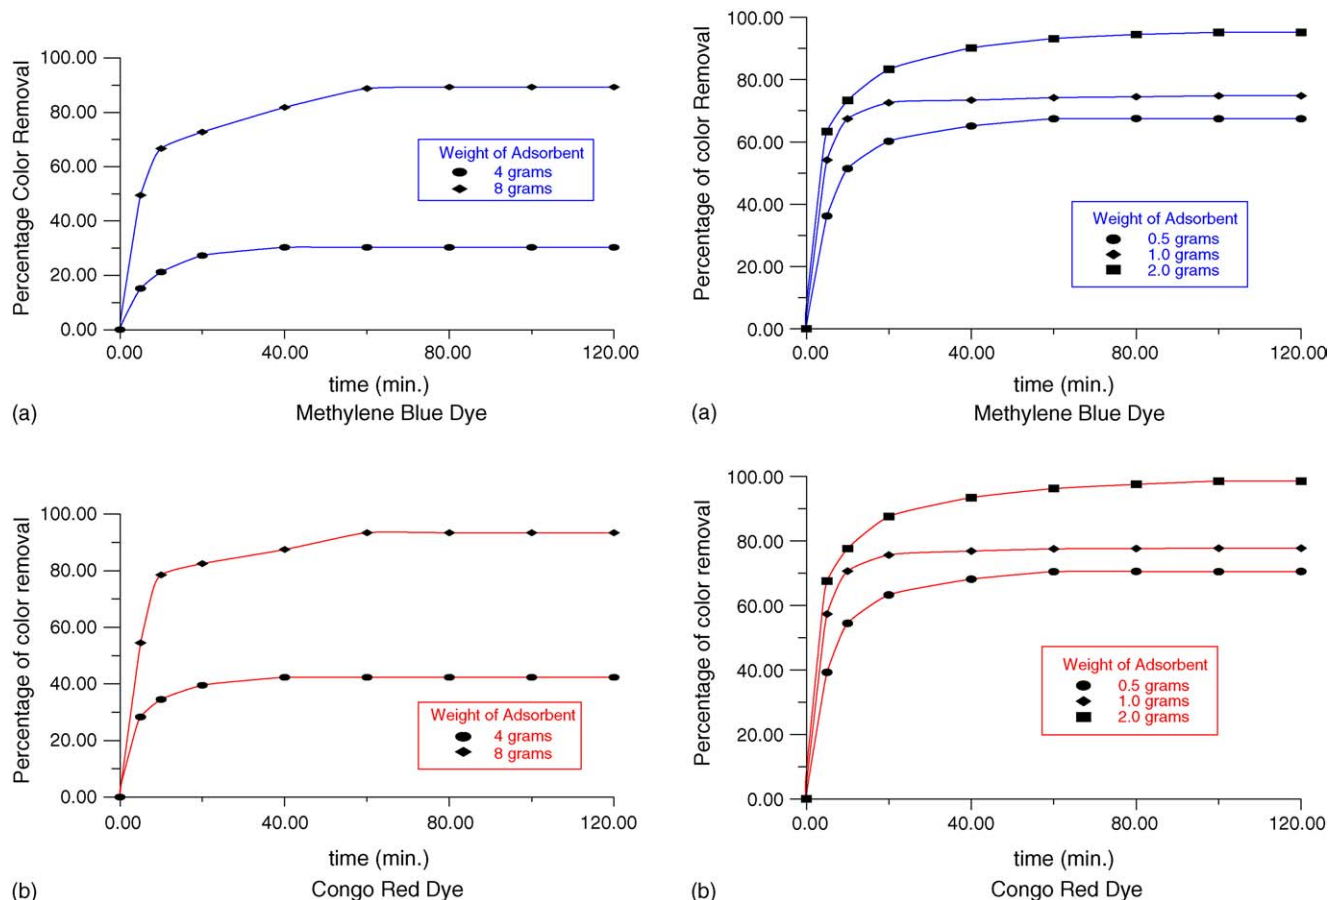 100.00
80.00
60.00
40.00
20.00
0.00
Percentage Color Removal
Weight of Adsorbent
4 grams
8 grams
0.00 40.00 80.00 120.00
time (min.)
(a) Methylene Blue Dye
100.00
80.00
60.00
40.00
20.00
0.00
Percentage of color Removal
Weight of Adsorbent
0.5 grams
1.0 grams
2.0 grams
0.00 40.00 80.00 120.00
time (min.)
(a) Methylene Blue Dye
100.00
80.00
60.00
40.00
20.00
0.00
Percentage of color removal
Weight of Adsorbent
4 grams
8 grams
0.00 40.00 80.00 120.00
time (min.)
(b) Congo Red Dye
100.00
80.00
60.00
40.00
20.00
0.00
Percentage of color removal
Weight of Adsorbent
0.5 grams
1.0 grams
2.0 grams
0.00 40.00 80.00 120.00
time (min.)
(b) Congo Red Dye